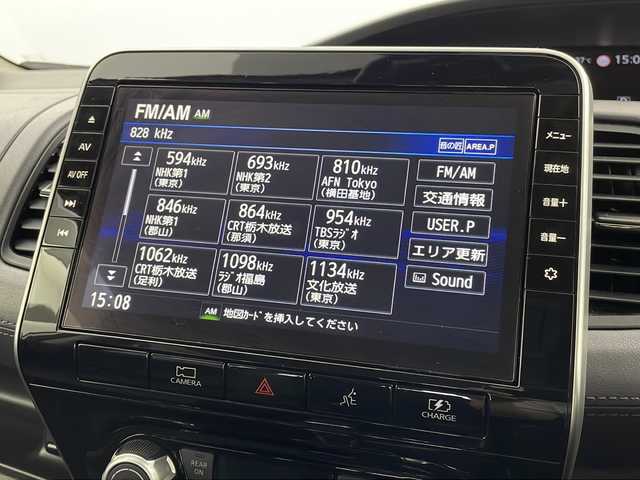 FM/AM AM
828 kHz
音の匠 AREA.P
594kHz
NHK第1
(東京)
693kHz
NHK第2
(東京)
810kHz
AFN Tokyo
(横田基地)
846kHz
NHK第1
(郡山)
864kHz
CRT栃木放送
(那須)
954kHz
TBSラジオ
(東京)
1062kHz
CRT栃木放送
(足利)
1098kHz
ラジオ福島
(郡山)
1134kHz
文化放送
(東京)
FM/AM
交通情報
USER.P
エリア更新
Sound
15:08
AM 地図カードを挿入してください
AV
AV OFF
メニュー
現在地
音量+
音量-
CAMERA
CHARGE
REAR
ON